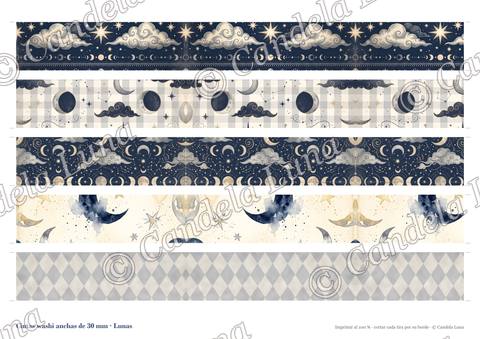 © Candela Luna
Cintas washi anchas de 30 mm · Lunas
Imprimir al 100 % · cortar cada tira por su borde · © Candela Luna